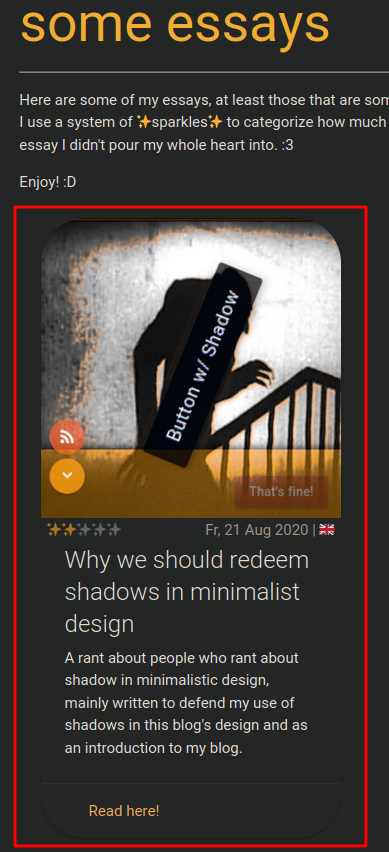 some essays
Here are some of my essays, at least those that are som
I use a system of ✨sparkles✨ to categorize how much
essay I didn't pour my whole heart into. :3
Enjoy! :D
Button w/ Shadow
That's fine!
Fr, 21 Aug 2020 | 🇬🇧
Why we should redeem
shadows in minimalist
design
A rant about people who rant about
shadow in minimalistic design,
mainly written to defend my use of
shadows in this blog's design and as
an introduction to my blog.
Read here!